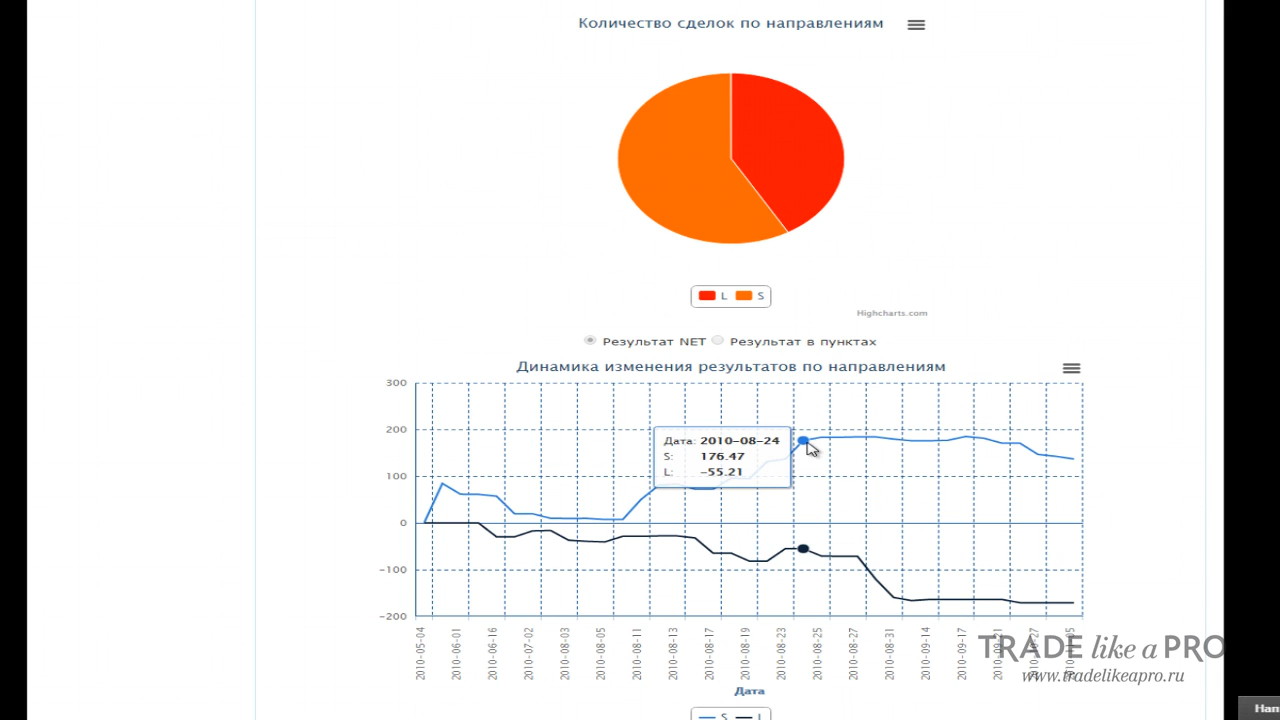 Количество сделок по направлениям
L S
Highcharts.com
Результат NET Результат в пунктах
Динамика изменения результатов по направлениям
300
200
100
0
-100
-200
Дата: 2010-08-24
S: 176.47
L: -55.21
2010-05-04 2010-06-01 2010-06-16 2010-07-02 2010-08-03 2010-08-05 2010-08-11 2010-08-13 2010-08-17 2010-08-19 2010-08-23 2010-08-25 2010-08-27 2010-08-31 2010-09-14 2010-09-17 2010-09-21
TRADE like a PRO
www.tradelikeapro.ru
Дата
S L